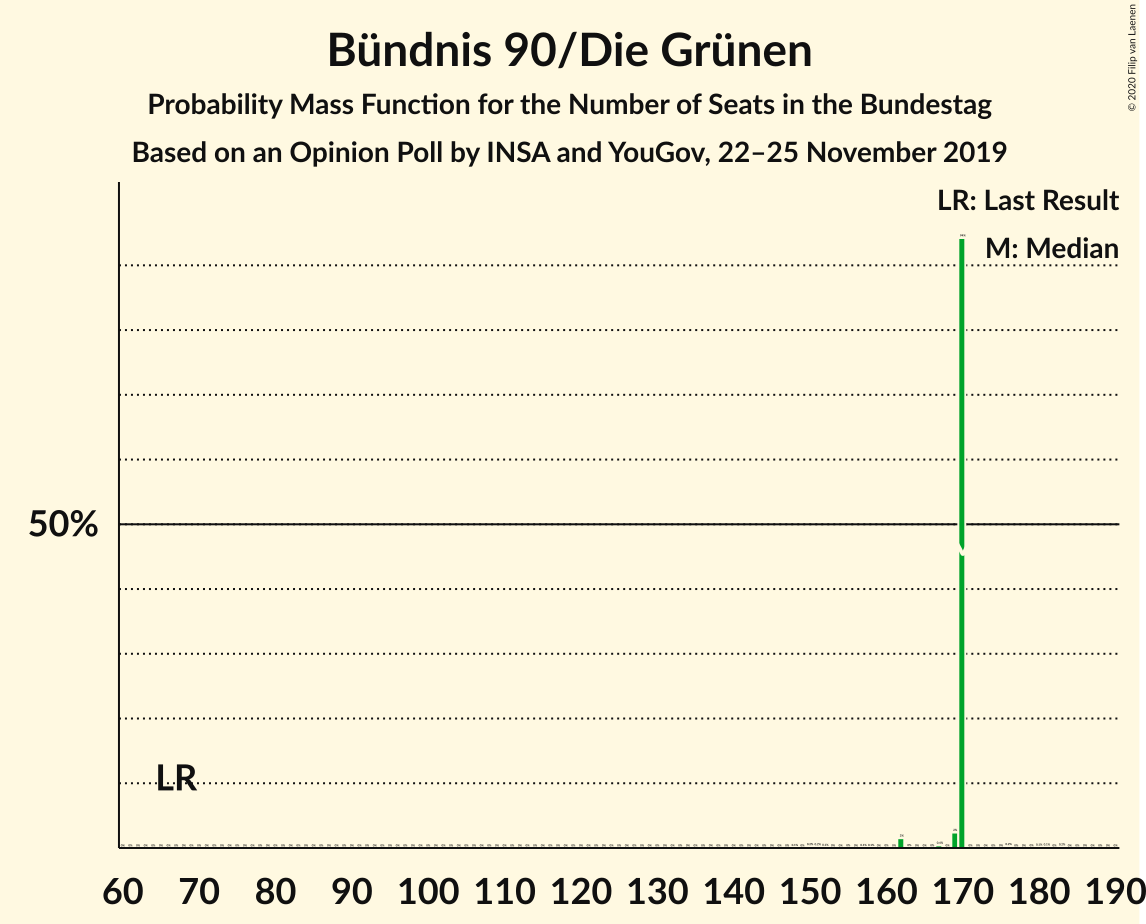 Bündnis 90/Die Grünen
Probability Mass Function for the Number of Seats in the Bundestag
Based on an Opinion Poll by INSA and YouGov, 22–25 November 2019
© 2020 Filip van Laenen
LR: Last Result
M: Median
50%
LR
60 70 80 90 100 110 120 130 140 150 160 170 180 190